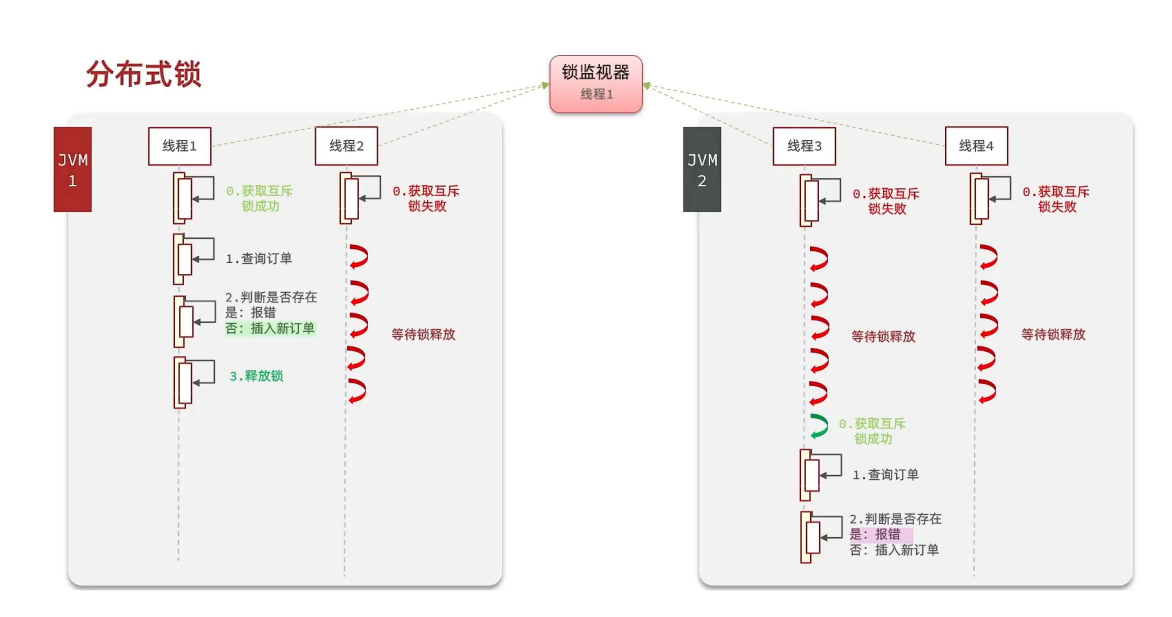 分布式锁
锁监视器
线程1
JVM
1
线程1
0.获取互斥
锁成功
1.查询订单
2.判断是否存在
是：报错
否：插入新订单
3.释放锁
线程2
0.获取互斥
锁失败
等待锁释放
JVM
2
线程3
0.获取互斥
锁失败
等待锁释放
0.获取互斥
锁成功
1.查询订单
2.判断是否存在
是：报错
否：插入新订单
线程4
0.获取互斥
锁失败
等待锁释放